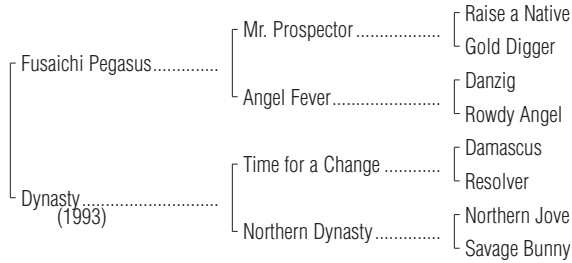 Raise a Native
Mr. Prospector..................
Gold Digger
Fusaichi Pegasus..............
Danzig
Angel Fever.......................
Rowdy Angel
Damascus
Time for a Change ............
Resolver
Dynasty.............................
(1993)
Northern Jove
Northern Dynasty..............
Savage Bunny